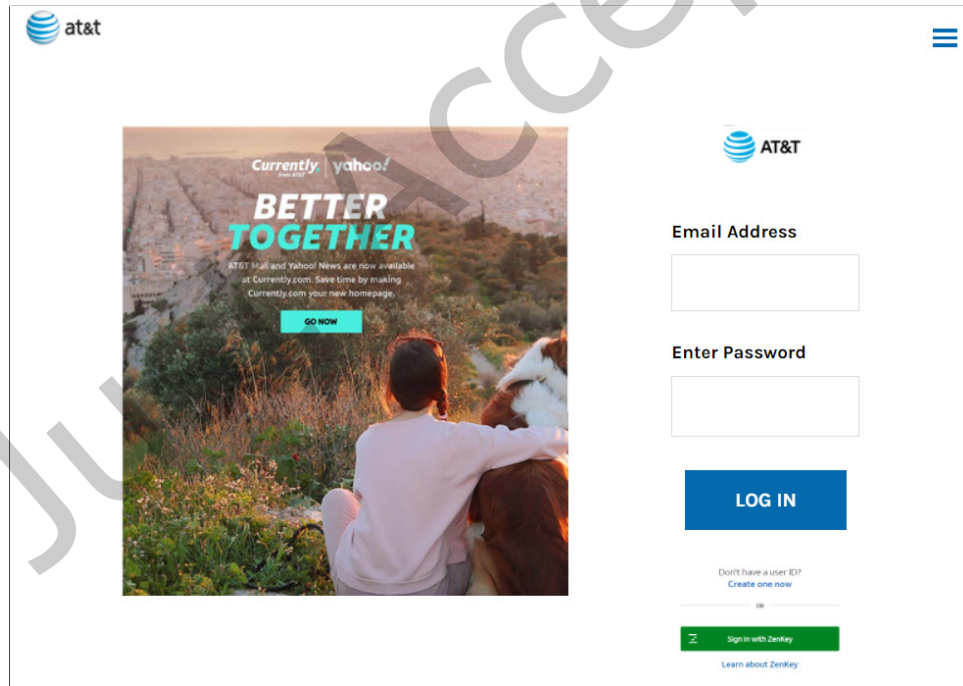 at&t
Currently, yahoo!
from AT&T
BETTER
TOGETHER
AT&T Mail and Yahoo! News are now available
at Currently.com. Save time by making
Currently.com your new homepage.
GO NOW
AT&T
Email Address
Enter Password
LOG IN
Don't have a user ID?
Create one now
OR
Sign in with ZenKey
Learn about ZenKey
Just Accep